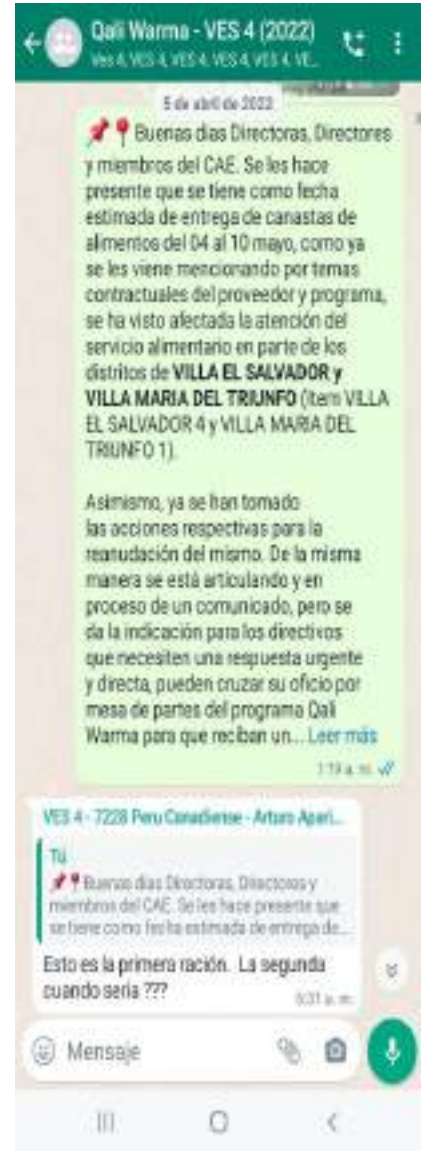 Qali Warma - VES 4 (2022)
ves 4, VES 4, VES 4, VES 4, VES 4, VE...
5 de abril de 2022
📌📍Buenas dias Directoras, Directores
y miembros del CAE. Se les hace
presente que se tiene como fecha
estimada de entrega de canastas de
alimentos del 04 al 10 mayo, como ya
se les viene mencionando por temas
contractuales del proveedor y programa,
se ha visto afectada la atención del
servicio alimentario en parte de los
distritos de VILLA EL SALVADOR y
VILLA MARIA DEL TRIUNFO (Item VILLA
EL SALVADOR 4 y VILLA MARIA DEL
TRIUNFO 1).
Asimismo, ya se han tomado
las acciones respectivas para la
reanudación del mismo. De la misma
manera se está articulando y en
proceso de un comunicado, pero se
da la indicación para los directivos
que necesiten una respuesta urgente
y directa, pueden cruzar su oficio por
mesa de partes del programa Qali
Warma para que reciban un... Leer más
1:19 a. m.
VES 4 - 7228 Peru Canadiense - Arturo Apari...
Tú
📌📍Buenas dias Directoras, Directores y
miembros del CAE. Se les hace presente que
se tiene como fecha estimada de entrega de...
Esto es la primera ración. La segunda
cuando seria ???
6:31 a. m.
Mensaje